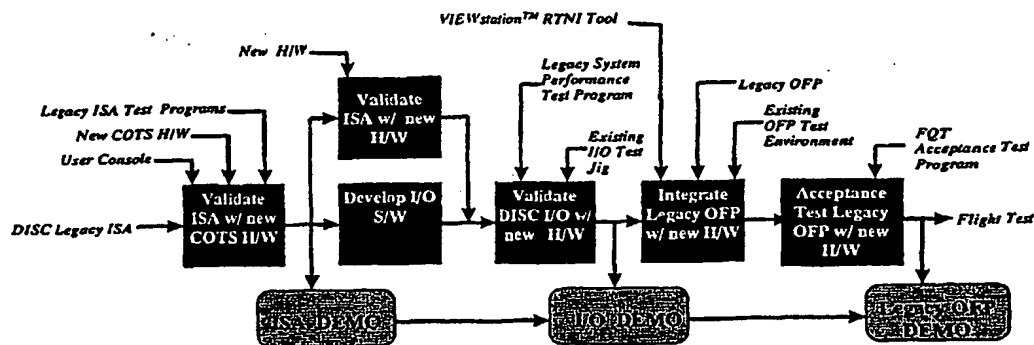 VIEWstation™ RTNI Tool
New H/W
Legacy System
Performance
Test Program
Legacy OFP
Legacy ISA Test Programs
New COTS H/W
User Console
Validate
ISA w/ new
H/W
Existing
I/O Test
Jig
Existing
OFP Test
Environment
FQT
Acceptance Test
Program
DISC Legacy ISA
Validate
ISA w/ new
COTS H/W
Develop I/O
S/W
Validate
DISC I/O w/
new H/W
Integrate
Legacy OFP
w/ new H/W
Acceptance
Test Legacy
OFP w/ new
H/W
Flight Test
ISA DEMO
I/O DEMO
Legacy OFP
DEMO